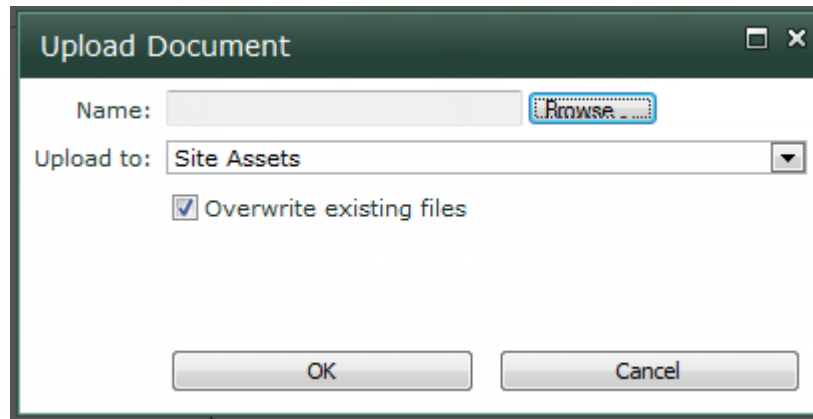 Upload Document
Name: Browse...
Upload to: Site Assets
Overwrite existing files
OK Cancel